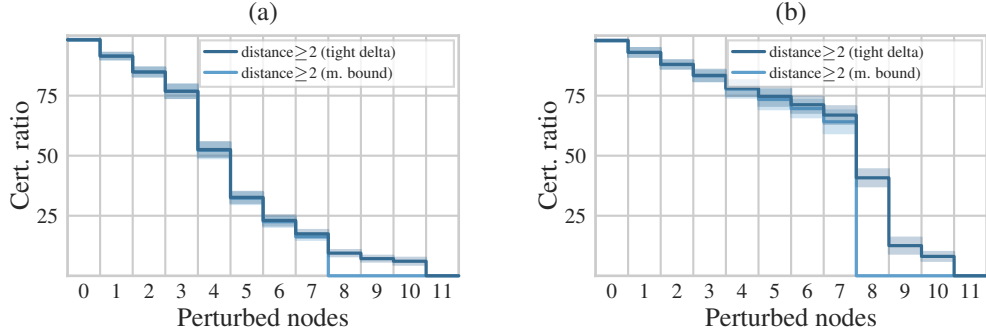 (a)
distance≥2 (tight delta)
distance≥2 (m. bound)
75
50
25
Cert. ratio
0 1 2 3 4 5 6 7 8 9 10 11
Perturbed nodes
(b)
distance≥2 (tight delta)
distance≥2 (m. bound)
75
50
25
Cert. ratio
0 1 2 3 4 5 6 7 8 9 10 11
Perturbed nodes